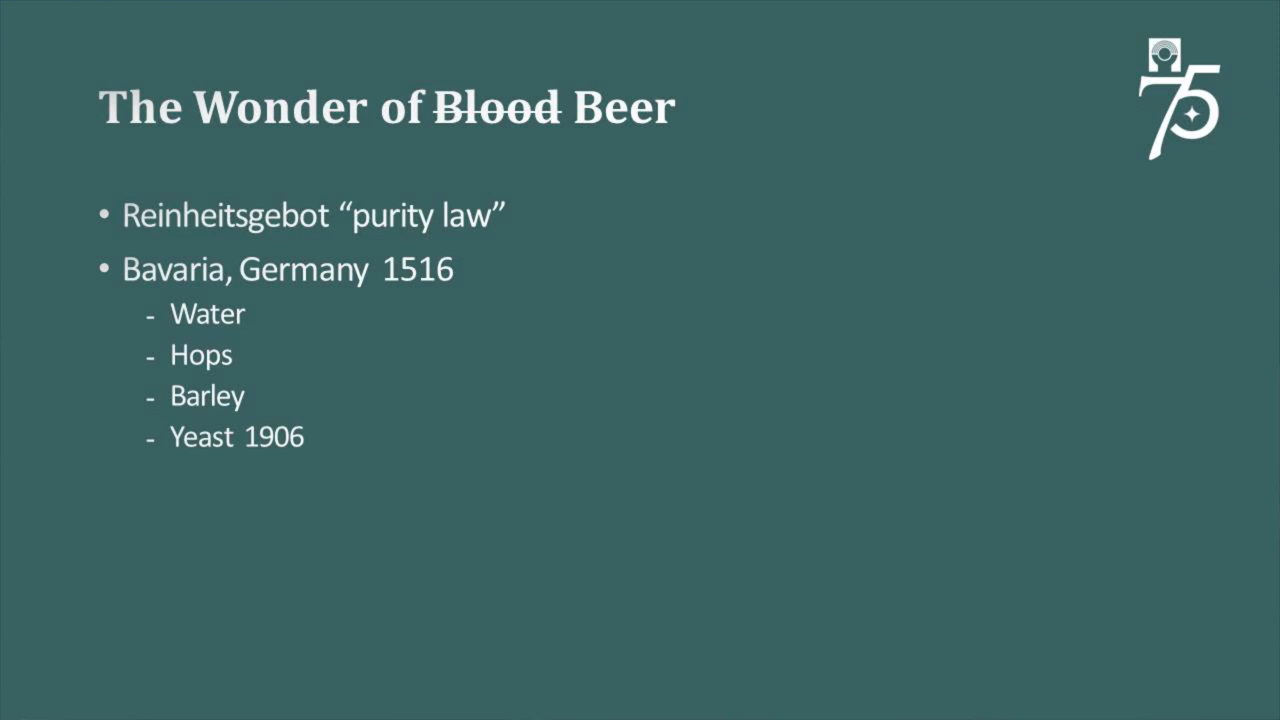 The Wonder of Blood Beer
• Reinheitsgebot “purity law”
• Bavaria, Germany 1516
- Water
- Hops
- Barley
- Yeast 1906
75